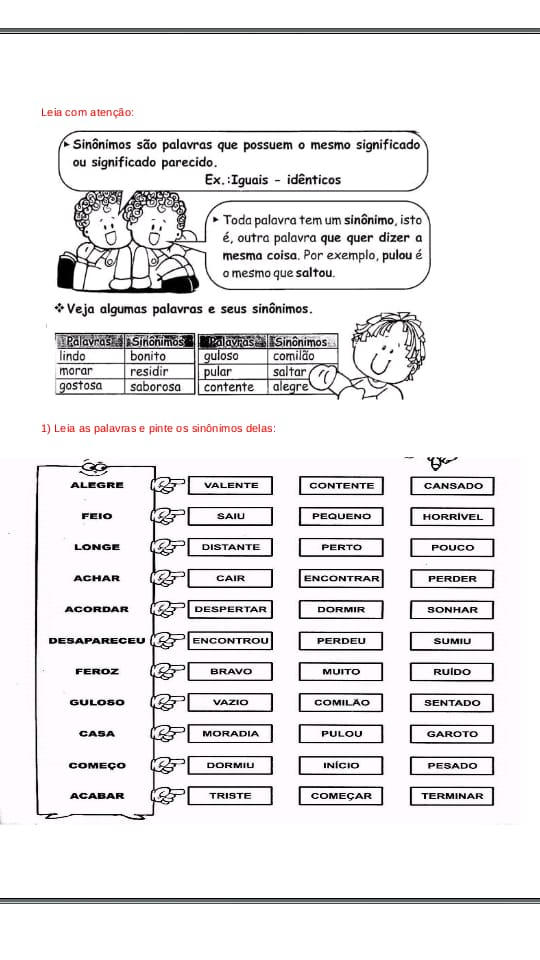 Leia com atenção:
▸ Sinônimos são palavras que possuem o mesmo significado
ou significado parecido.
Ex.:Iguais - idênticos
▸ Toda palavra tem um sinônimo, isto
é, outra palavra que quer dizer a
mesma coisa. Por exemplo, pulou é
o mesmo que saltou.
❖Veja algumas palavras e seus sinônimos.
Palavras Sinônimos Palavras Sinônimos
lindo bonito guloso comilão
morar residir pular saltar
gostosa saborosa contente alegre
1) Leia as palavras e pinte os sinônimos delas:
ALEGRE VALENTE CONTENTE CANSADO
FEIO SAIU PEQUENO HORRÍVEL
LONGE DISTANTE PERTO POUCO
ACHAR CAIR ENCONTRAR PERDER
ACORDAR DESPERTAR DORMIR SONHAR
DESAPARECEU ENCONTROU PERDEU SUMIU
FEROZ BRAVO MUITO RUÍDO
GULOSO VAZIO COMILÃO SENTADO
CASA MORADIA PULOU GAROTO
COMEÇO DORMIU INÍCIO PESADO
ACABAR TRISTE COMEÇAR TERMINAR